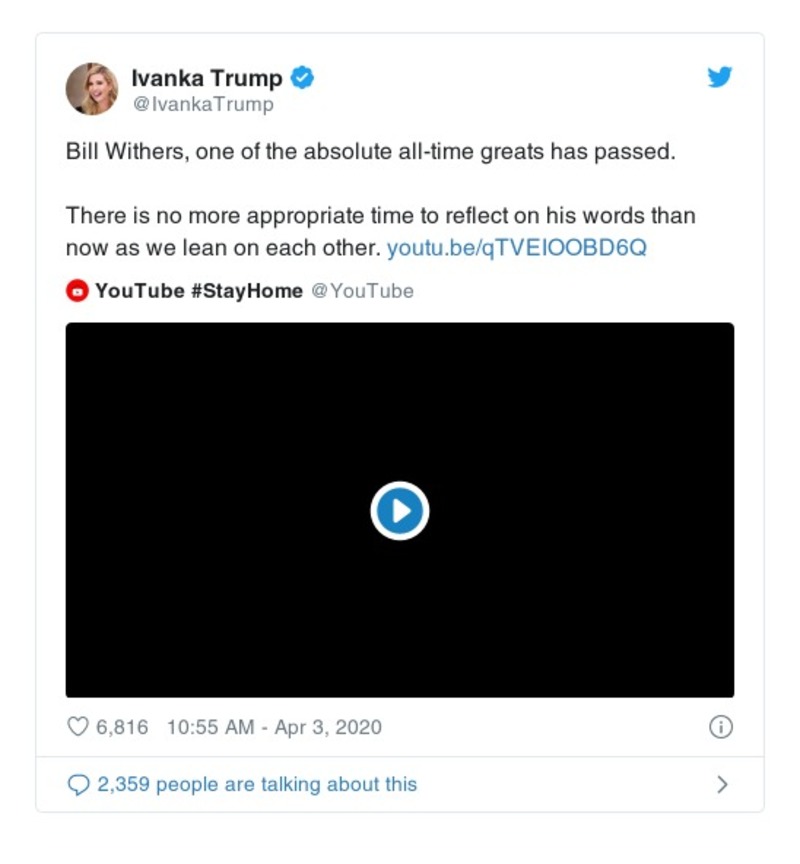 Ivanka Trump
@IvankaTrump
Bill Withers, one of the absolute all-time greats has passed.
There is no more appropriate time to reflect on his words than
now as we lean on each other. youtu.be/qTVEIOOBD6Q
YouTube #StayHome @YouTube
6,816 10:55 AM - Apr 3, 2020
2,359 people are talking about this